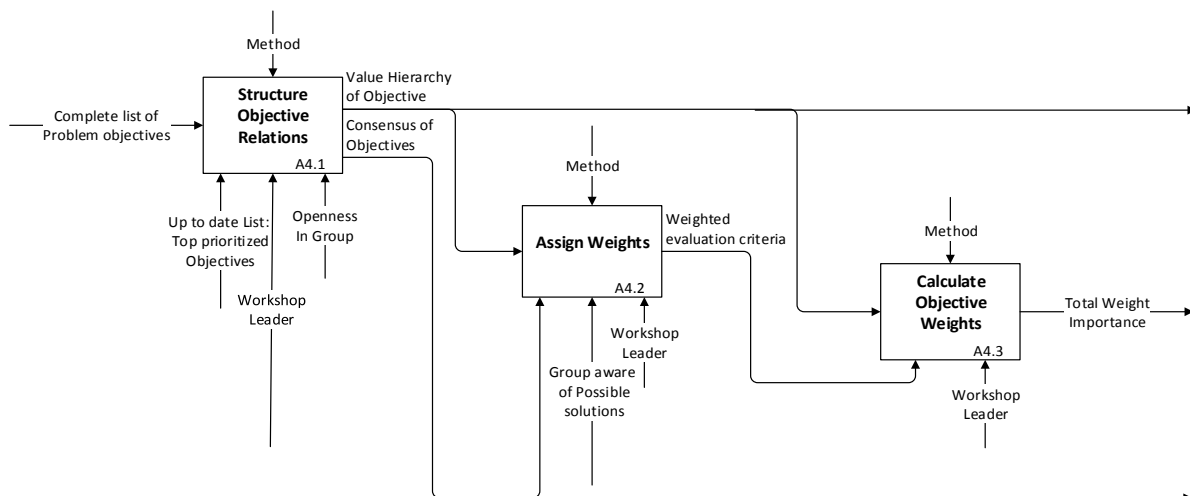 Method
Structure
Objective
Relations
A4.1
Complete list of
Problem objectives
Value Hierarchy
of Objective
Consensus of
Objectives
Up to date List:
Top prioritized
Objectives
Workshop
Leader
Openness
In Group
Method
Assign Weights
A4.2
Weighted
evaluation criteria
Group aware
of Possible
solutions
Workshop
Leader
Method
Calculate
Objective
Weights
A4.3
Total Weight
Importance
Workshop
Leader